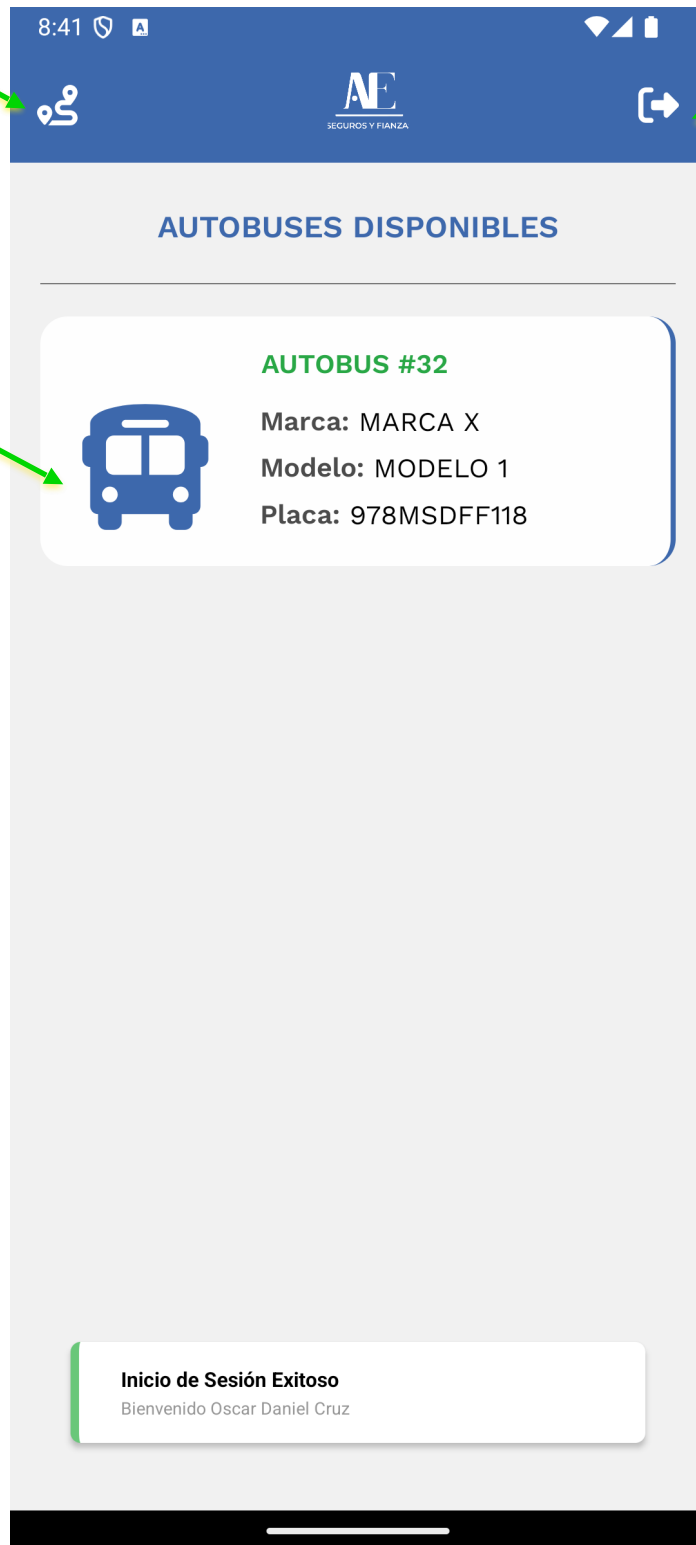 8:41
A
AE
SEGUROS Y FIANZA
AUTOBUSES DISPONIBLES
AUTOBUS #32
Marca: MARCA X
Modelo: MODELO 1
Placa: 978MSDFF118
Inicio de Sesión Exitoso
Bienvenido Oscar Daniel Cruz